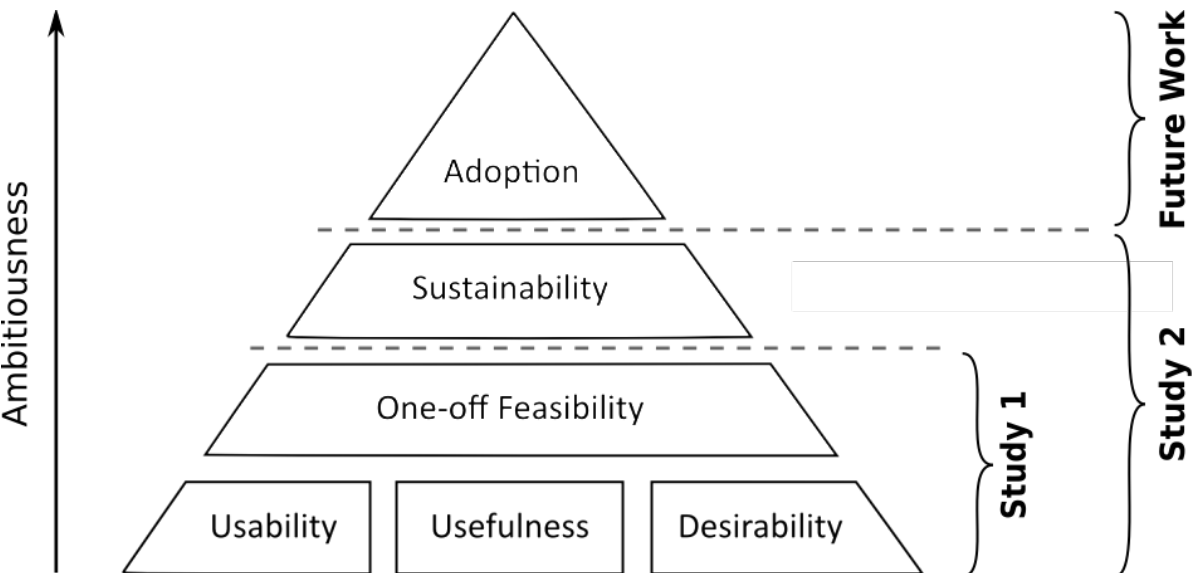 Future Work
Adoption
Ambitiousness
Sustainability
Study 2
One-off Feasibility
Study 1
Usability
Usefulness
Desirability